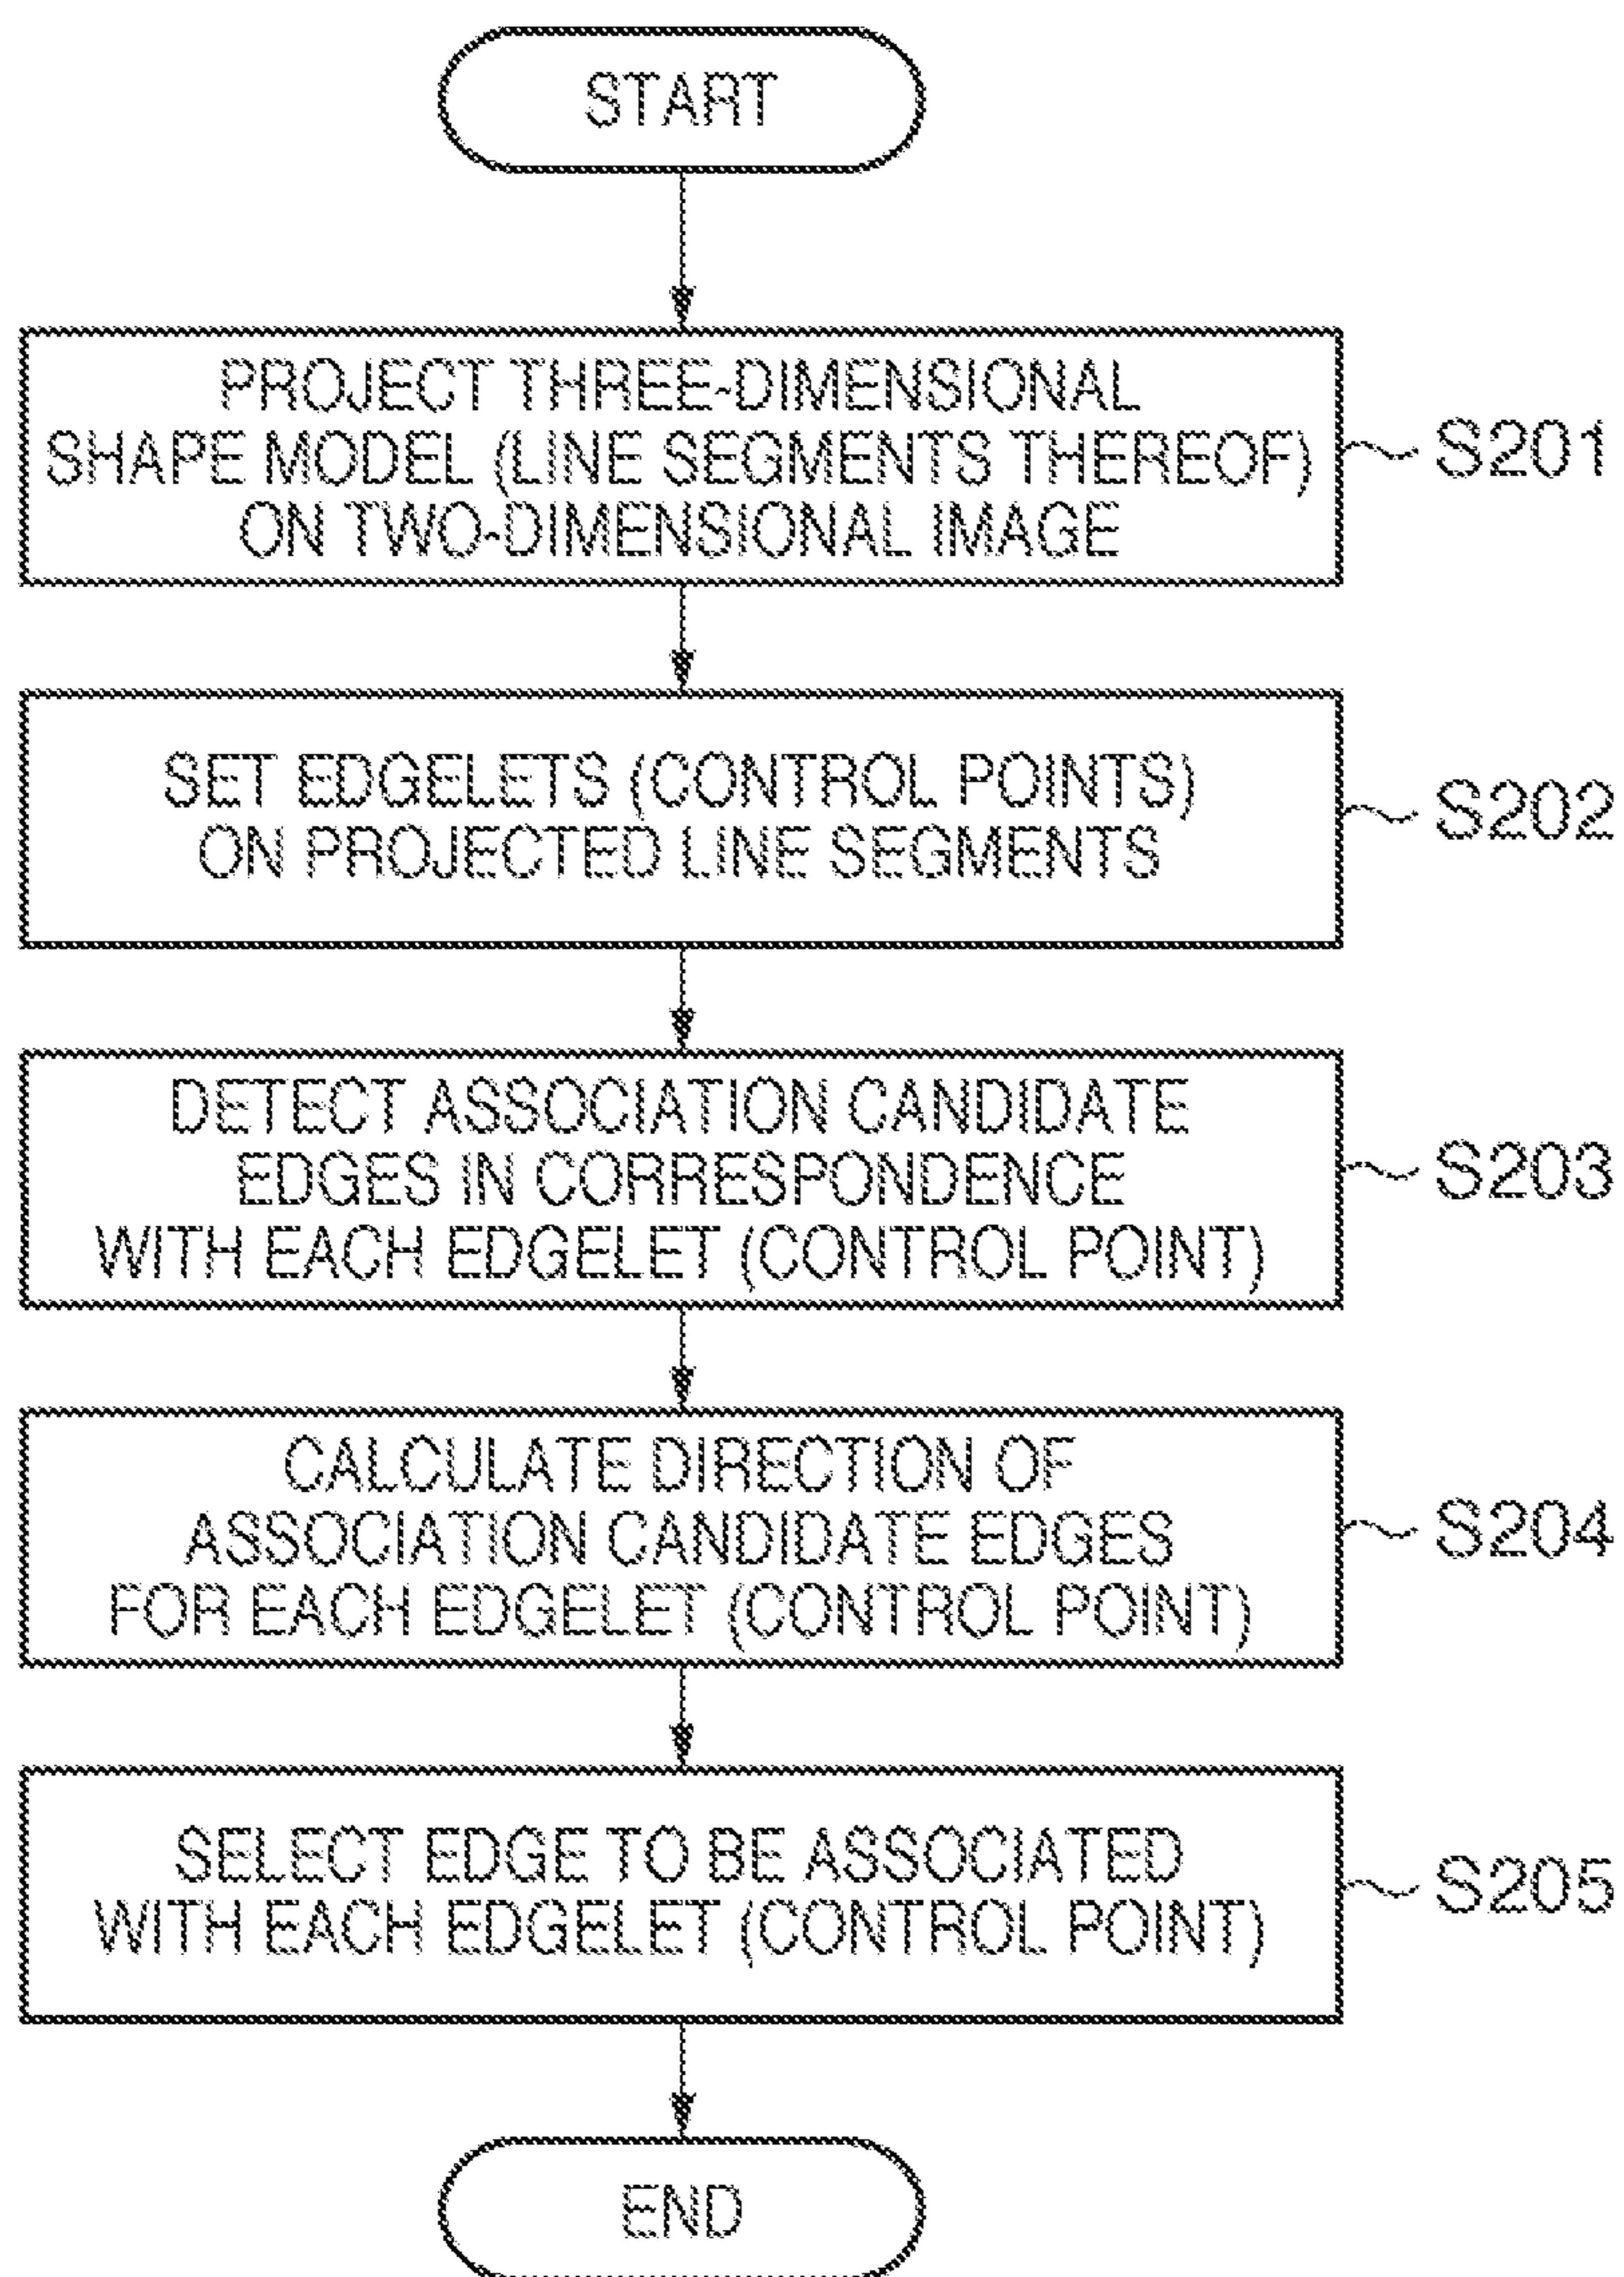 START
PROJECT THREE-DIMENSIONAL
SHAPE MODEL (LINE SEGMENTS THEREOF)
ON TWO-DIMENSIONAL IMAGE
S201
SET EDGELETS (CONTROL POINTS)
ON PROJECTED LINE SEGMENTS
S202
DETECT ASSOCIATION CANDIDATE
EDGES IN CORRESPONDENCE
WITH EACH EDGELET (CONTROL POINT)
S203
CALCULATE DIRECTION OF
ASSOCIATION CANDIDATE EDGES
FOR EACH EDGELET (CONTROL POINT)
S204
SELECT EDGE TO BE ASSOCIATED
WITH EACH EDGELET (CONTROL POINT)
S205
END